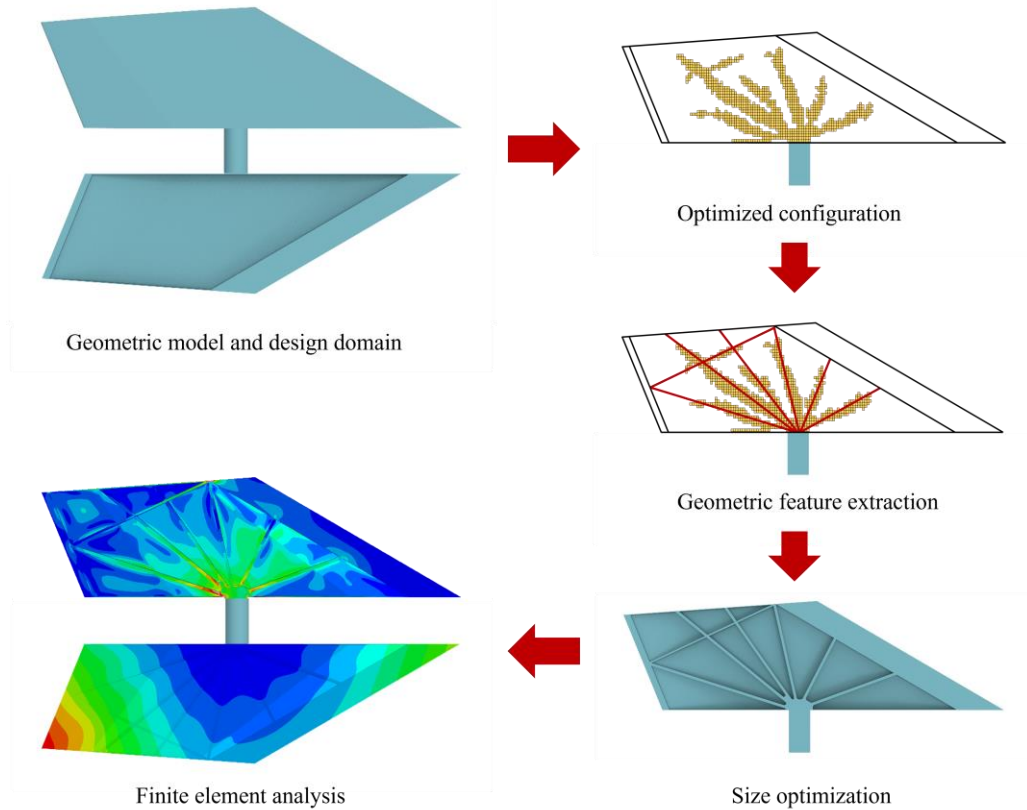 Geometric model and design domain
Optimized configuration
Geometric feature extraction
Size optimization
Finite element analysis